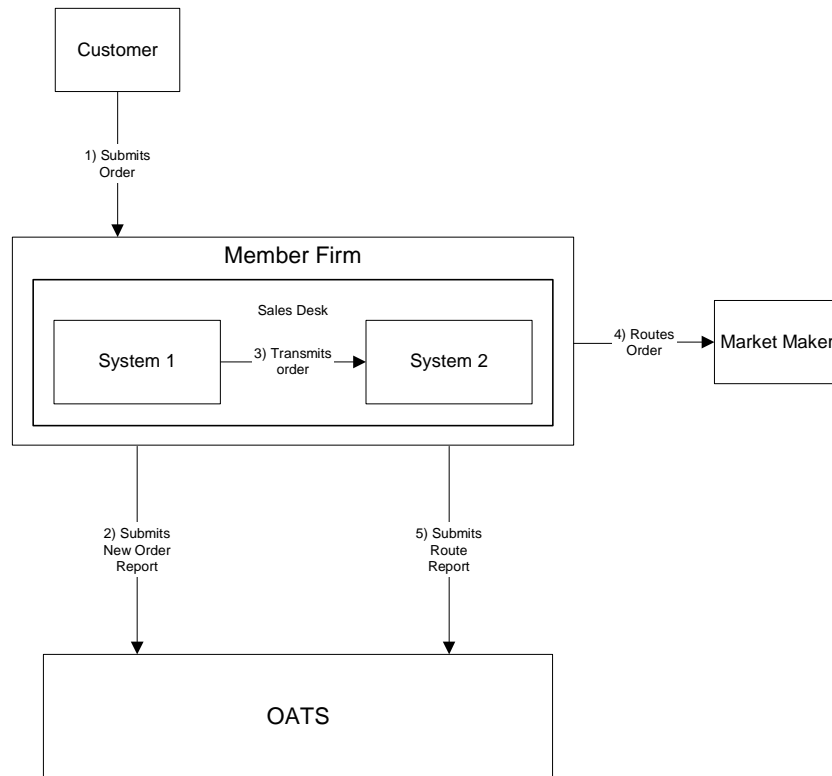 Customer
1) Submits
Order
Member Firm
Sales Desk
System 1
3) Transmits
order
System 2
4) Routes
Order
Market Maker
2) Submits
New Order
Report
5) Submits
Route
Report
OATS